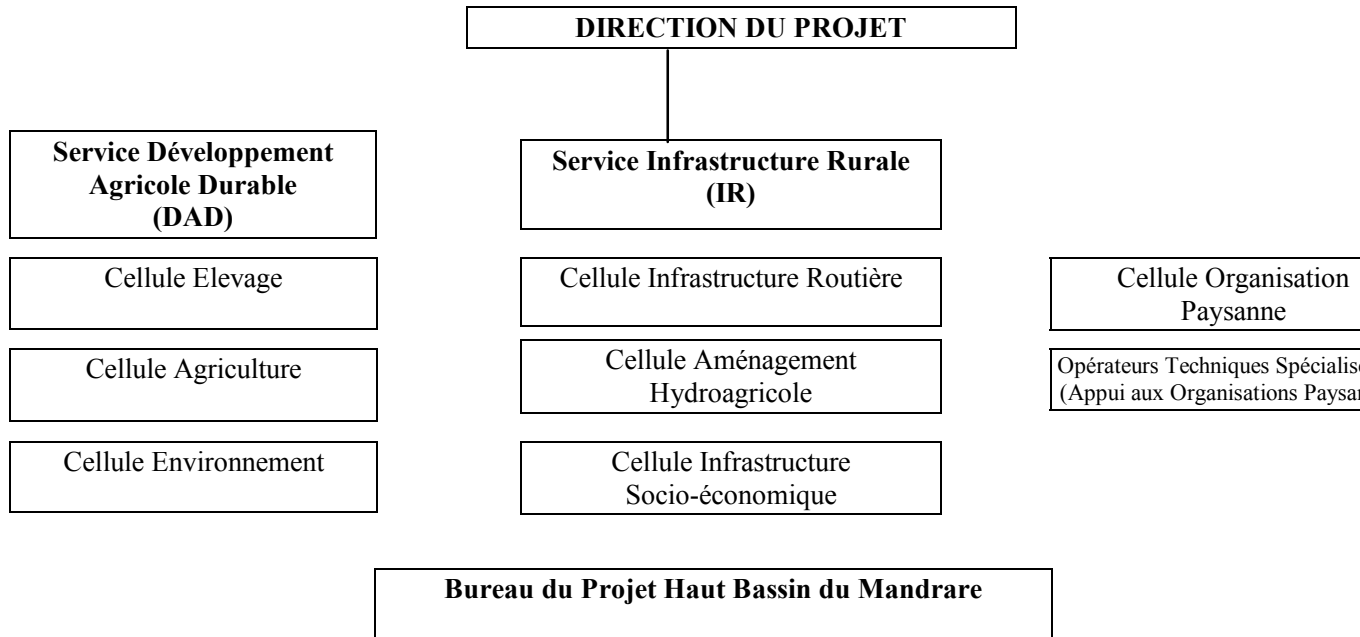 DIRECTION DU PROJET
Service Développement
Agricole Durable
(DAD)
Service Infrastructure Rurale
(IR)
Cellule Elevage
Cellule Infrastructure Routière
Cellule Organisation
Paysanne
Cellule Agriculture
Cellule Aménagement
Hydroagricole
Opérateurs Techniques
(Appui aux Organisations
Cellule Environnement
Cellule Infrastructure
Socio-économique
Bureau du Projet Haut Bassin du Mandrare